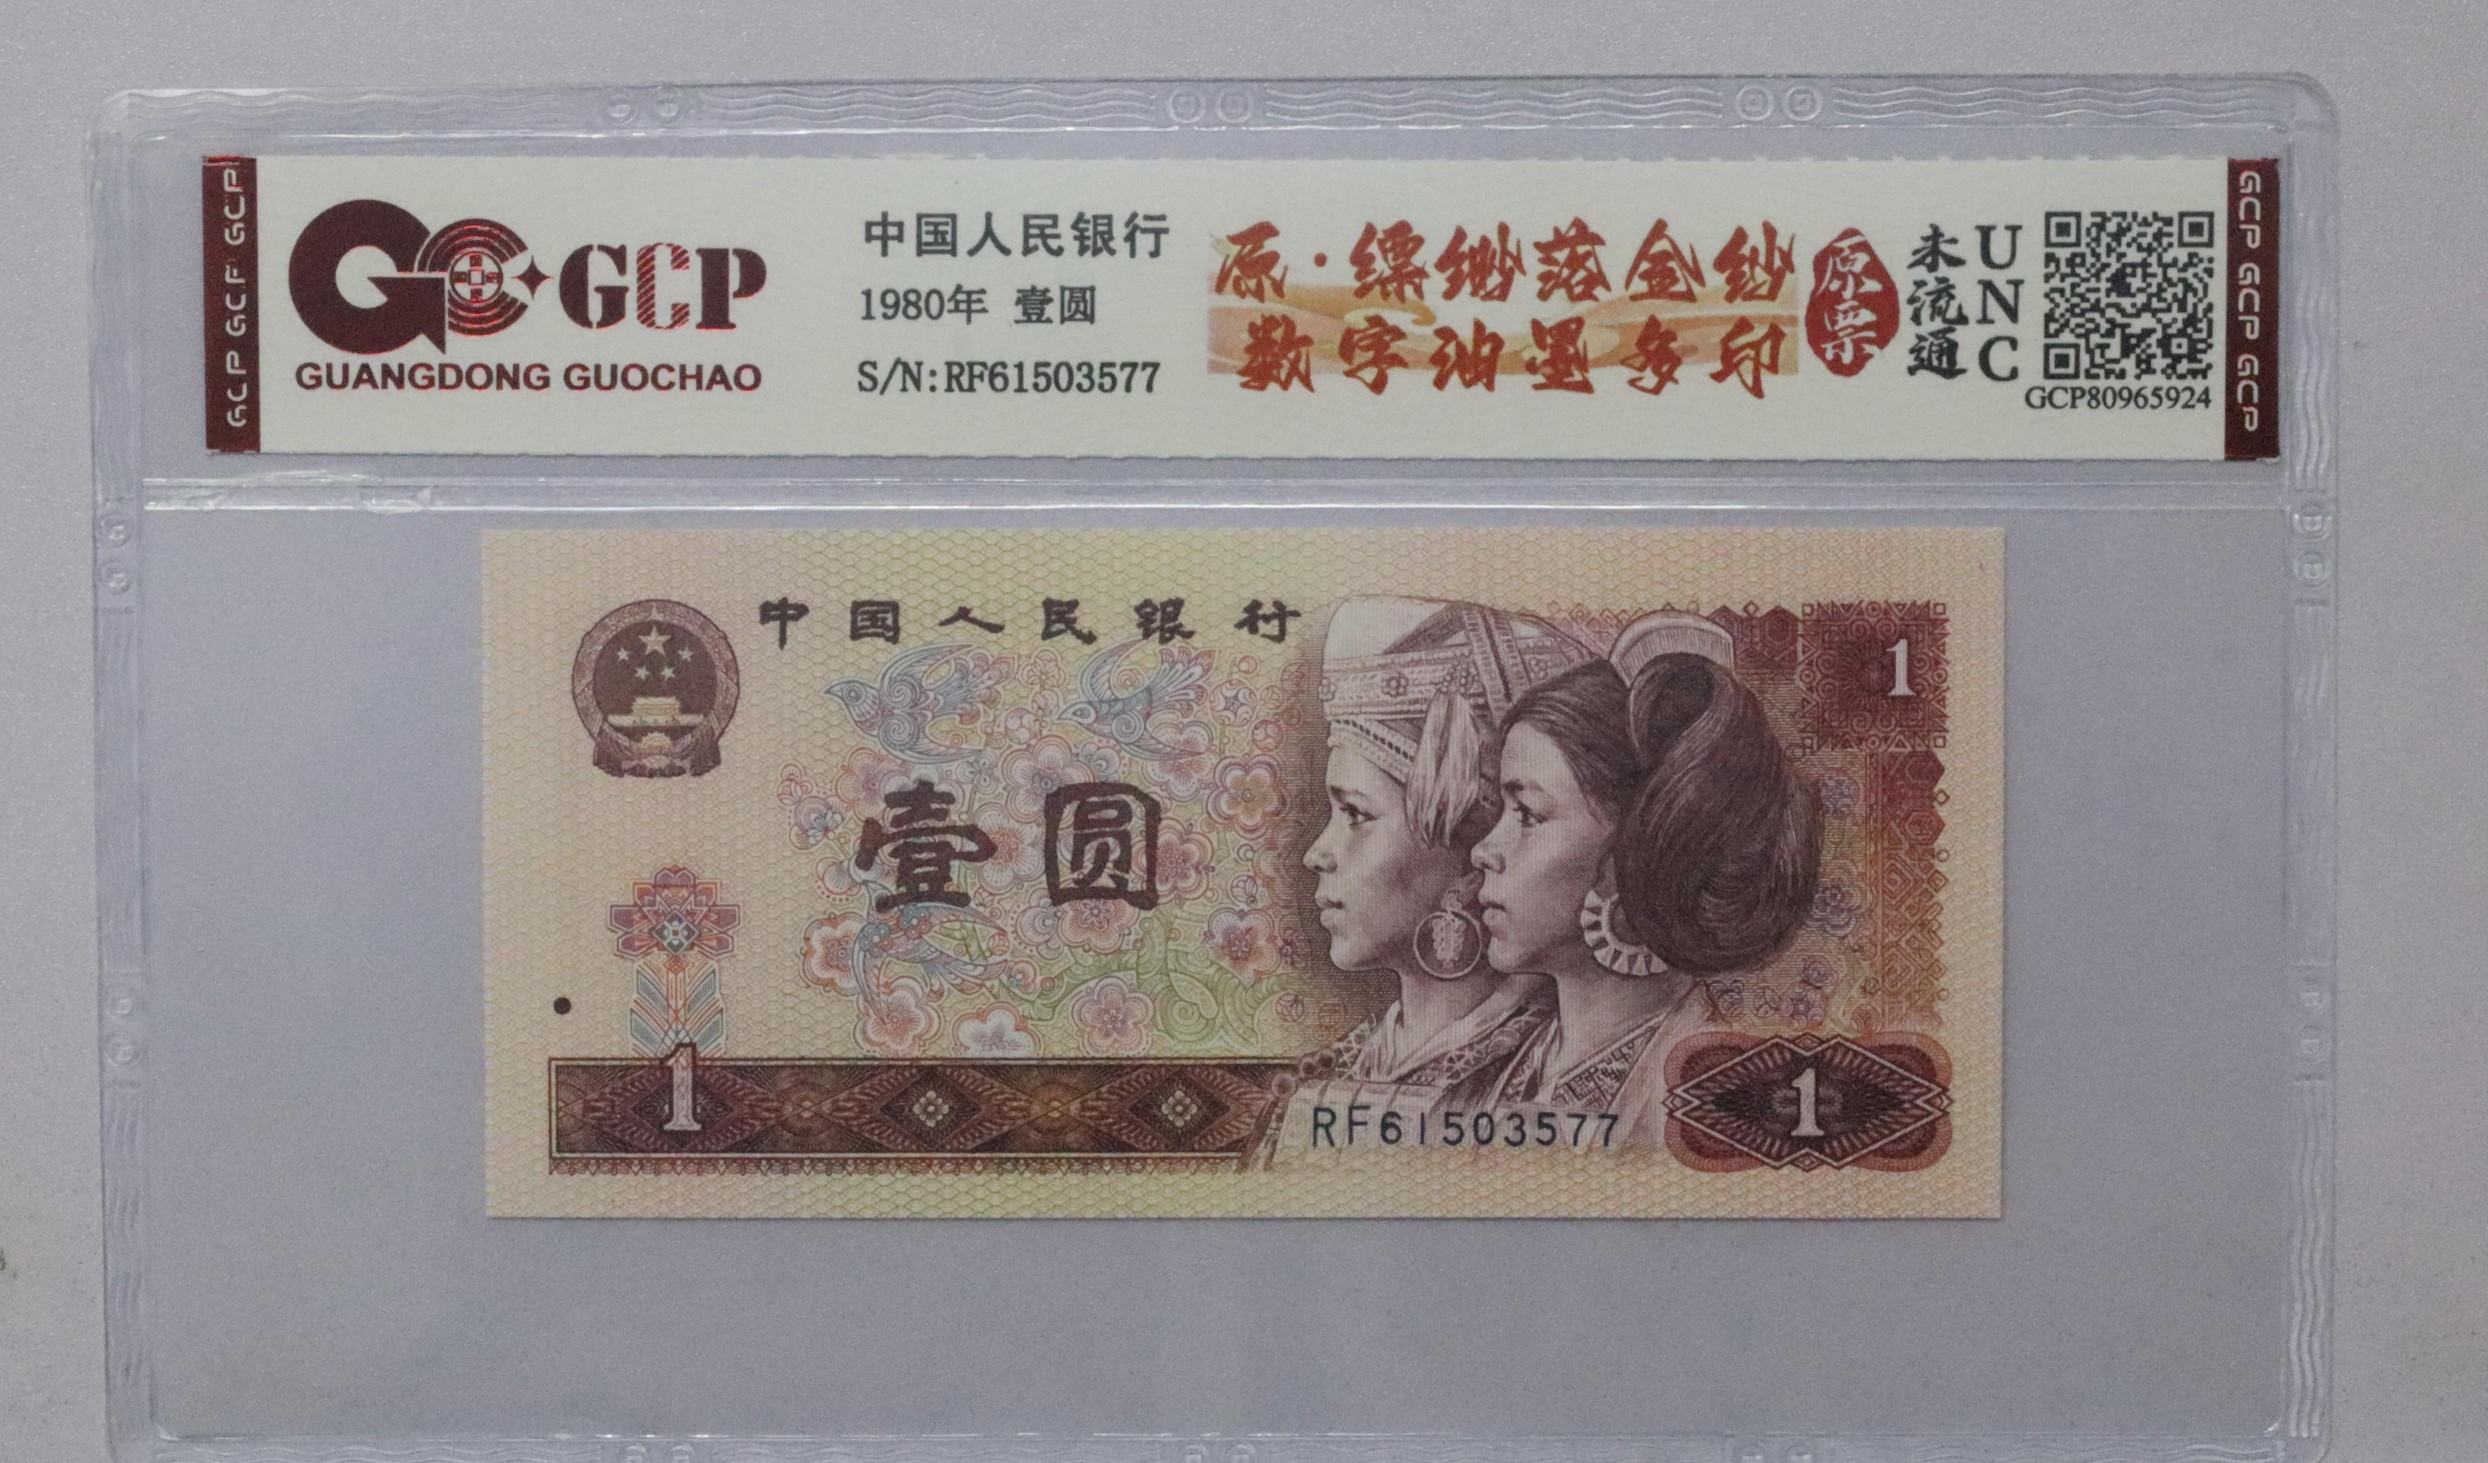 GCP GCP GCP
GCP
GUANGDONG GUOCHAO
中国人民银行
1980年 壹圆
S/N:RF61503577
原·缥缈落金纱
数字油墨多印
原票
未流通
UNC
GCP80965924
GCP GCP GCP
中国人民银行
1
壹圆
1
RF61503577
1